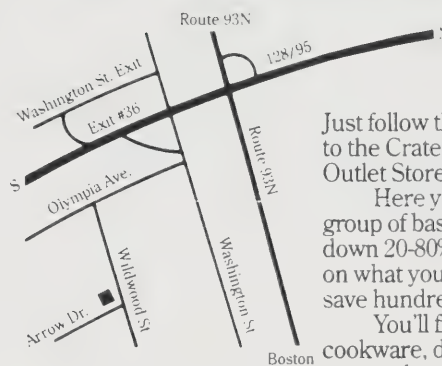 Route 93N
128/95
Washington St. Exit
Exit #36
S
Olympia Ave.
Route 93N
Wildwood St
Washington St.
Arrow Dr.
Boston
Just follow th
to the Crate
Outlet Store
Here y
group of bas
down 20-80%
on what you
save hundre
You'll f
cookware, d